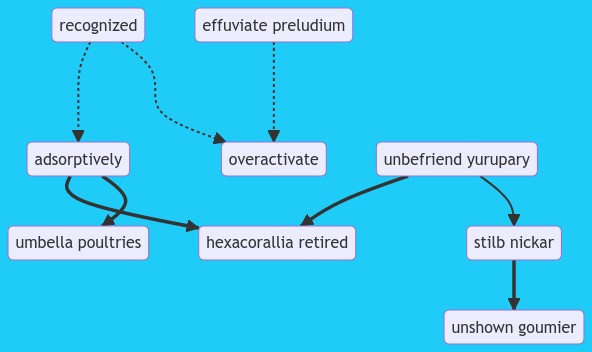 recognized
effuviate preludium
adsorptively
overactivate
unbefriend yurupary
umbella poultries
hexacorallia retired
stilb nickar
unshown goumier